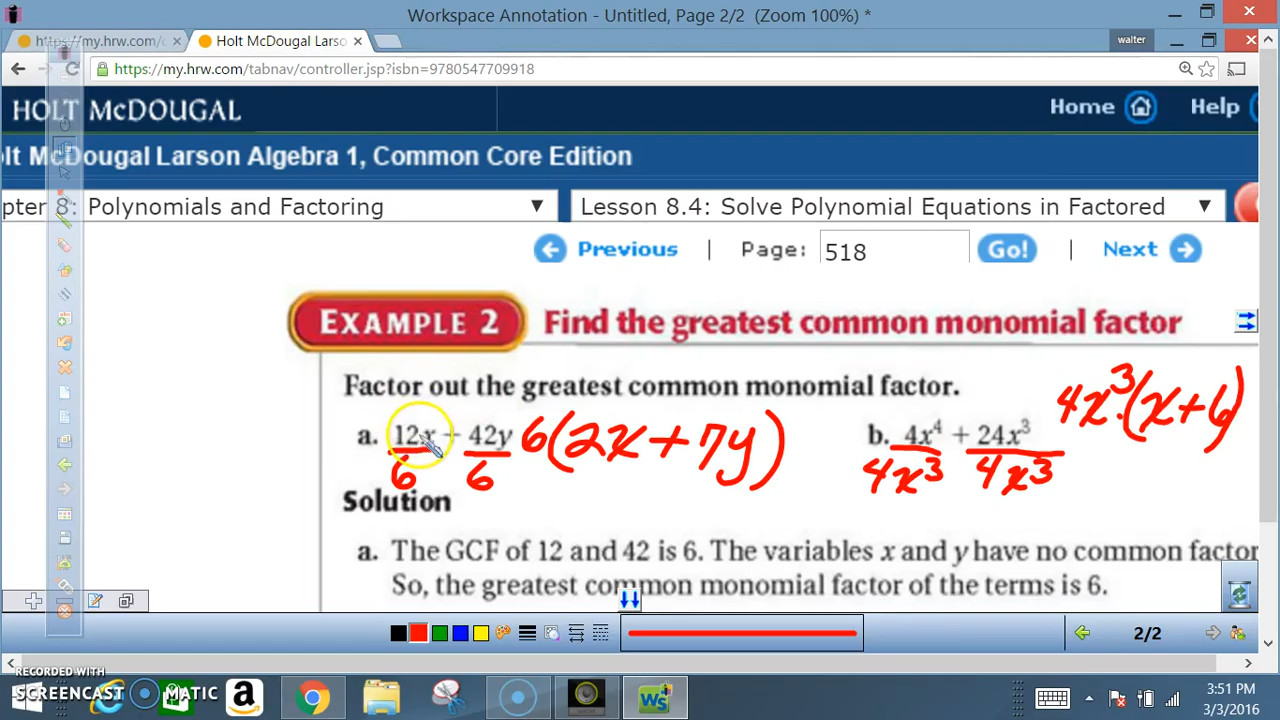 Workspace Annotation - Untitled, Page 2/2 (Zoom 100%) *
https://my.hrw.com/c
Holt McDougal Larso
walter
https://my.hrw.com/tabnav/controller.jsp?isbn=9780547709918
HOLT McDOUGAL
Home
Help
lt McDougal Larson Algebra 1, Common Core Edition
pter 8: Polynomials and Factoring
Lesson 8.4: Solve Polynomial Equations in Factored
Previous | Page: 518 Go! | Next
EXAMPLE 2 Find the greatest common monomial factor
Factor out the greatest common monomial factor.
a. 12x + 42y 6(2x + 7y)
6 6
b. 4x⁴ + 24x³ 4x³(x + 6)
4x³ 4x³
Solution
a. The GCF of 12 and 42 is 6. The variables x and y have no common factor
So, the greatest common monomial factor of the terms is 6.
2/2
RECORDED WITH
SCREENCAST MATIC
3:51 PM
3/3/2016